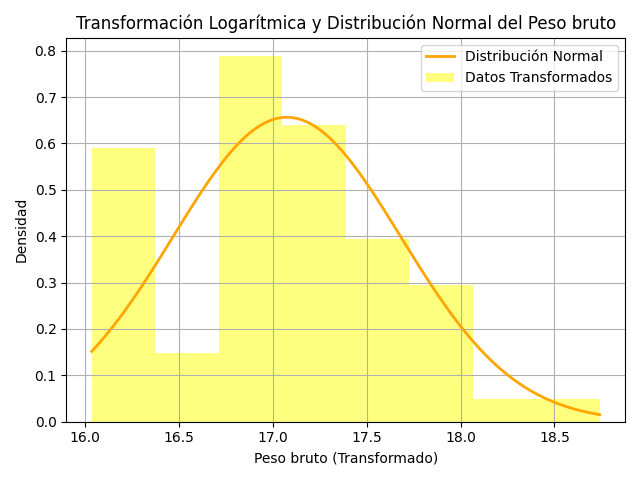 Transformación Logarítmica y Distribución Normal del Peso bruto
Distribución Normal
Datos Transformados
Densidad
0.8
0.7
0.6
0.5
0.4
0.3
0.2
0.1
0.0
16.0 16.5 17.0 17.5 18.0 18.5
Peso bruto (Transformado)